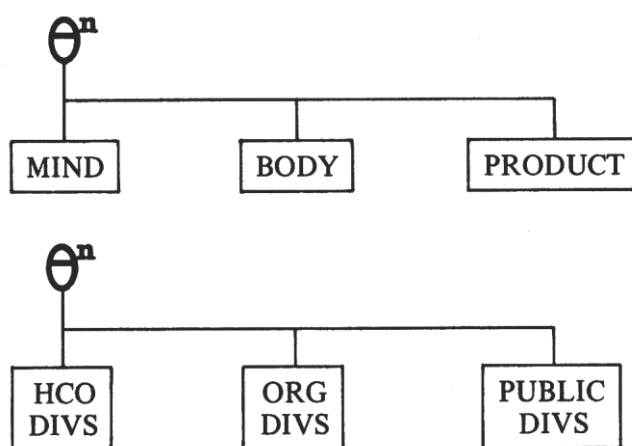 θⁿ
MIND BODY PRODUCT
θⁿ
HCO ORG PUBLIC
DIVS DIVS DIVS